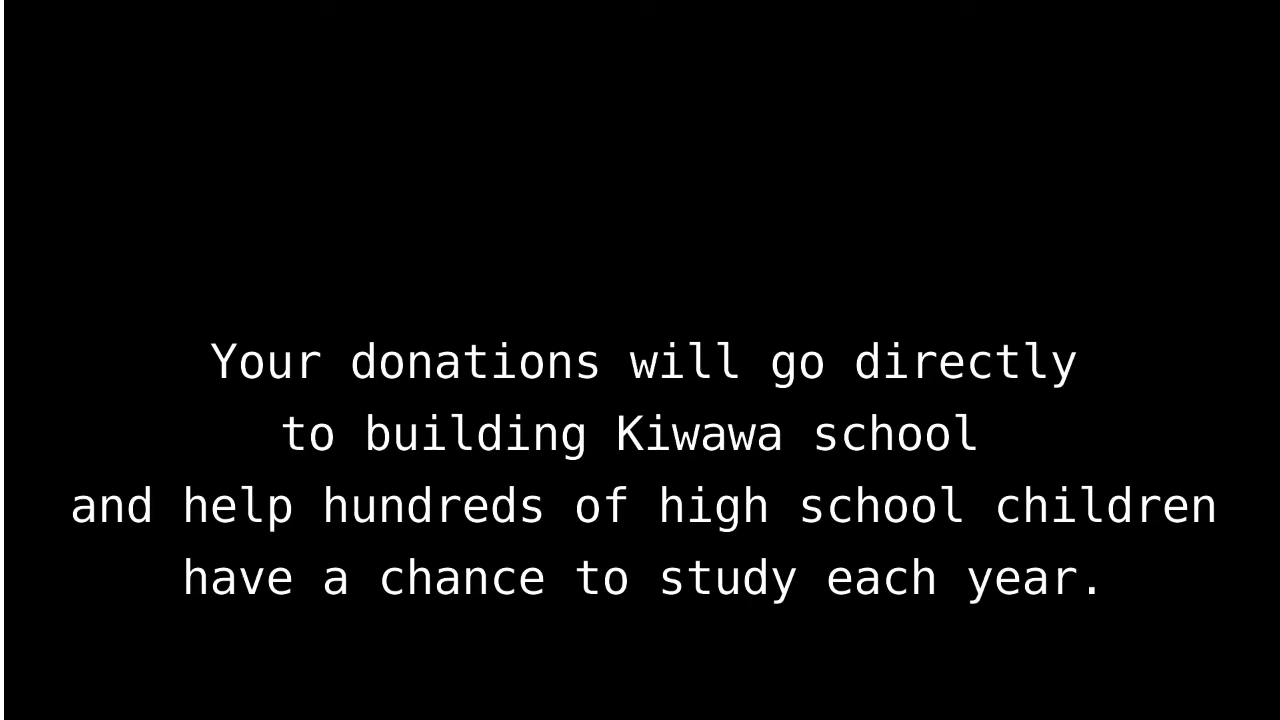 Your donations will go directly
to building Kiwawa school
and help hundreds of high school children
have a chance to study each year.